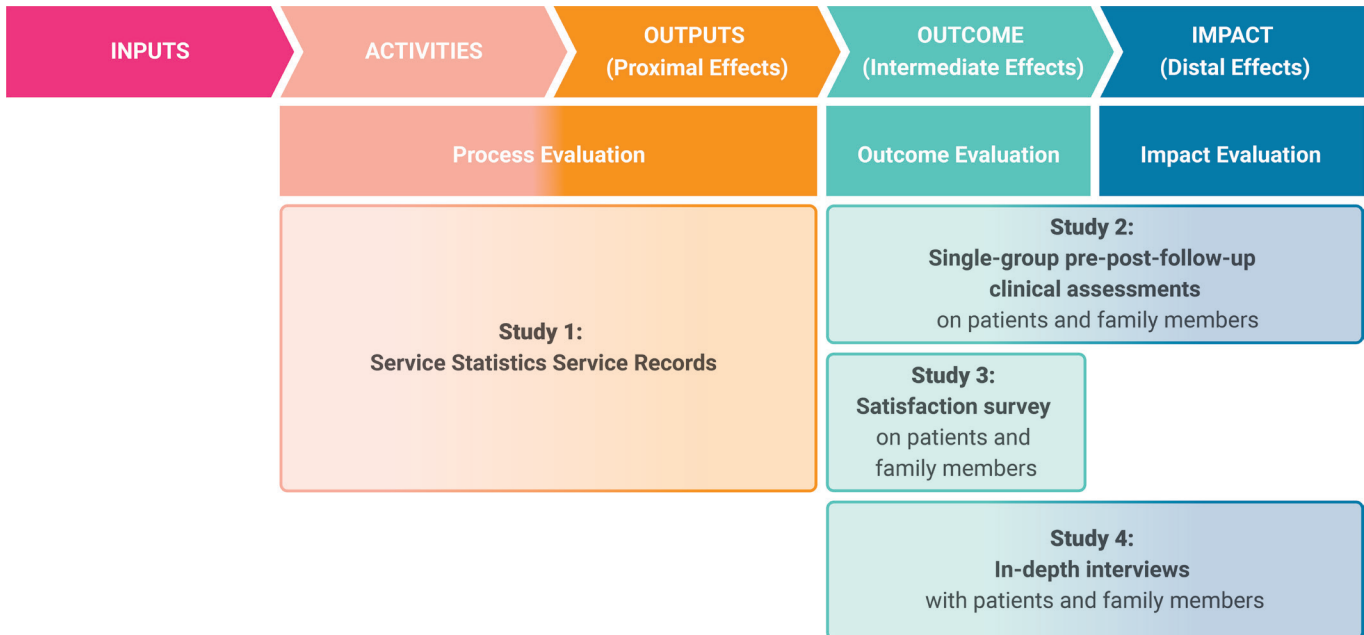 INPUTS
ACTIVITIES
OUTPUTS
(Proximal Effects)
OUTCOME
(Intermediate Effects)
IMPACT
(Distal Effects)
Process Evaluation
Outcome Evaluation
Impact Evaluation
Study 1:
Service Statistics Service Records
Study 2:
Single-group pre-post-follow-up
clinical assessments
on patients and family members
Study 3:
Satisfaction survey
on patients and
family members
Study 4:
In-depth interviews
with patients and family members